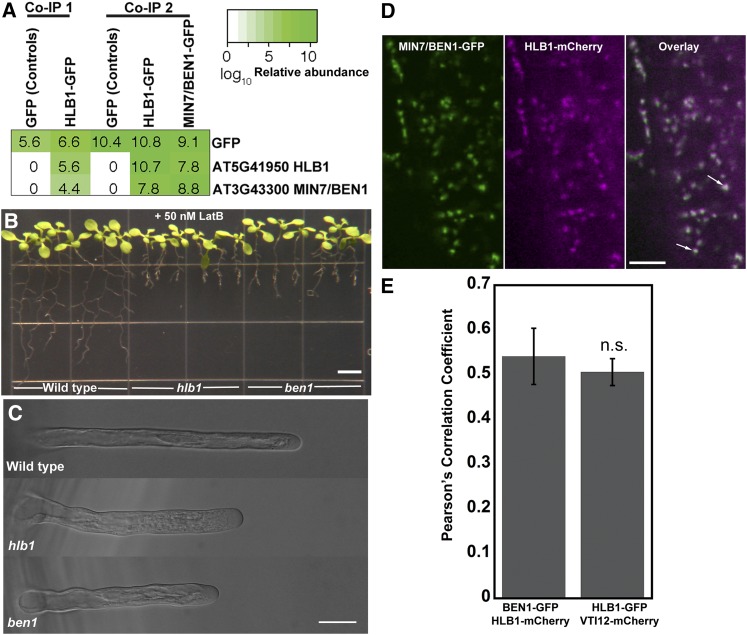 A
Co-IP 1
Co-IP 2
GFP (Controls)
HLB1-GFP
GFP (Controls)
HLB1-GFP
MIN7/BEN1-GFP
0 5 10
log10 Relative abundance
5.6 6.6 10.4 10.8 9.1 GFP
0 5.6 0 10.7 7.8 AT5G41950 HLB1
0 4.4 0 7.8 8.8 AT3G43300 MIN7/BEN1
B
+ 50 nM LatB
Wild type
hlb1
ben1
C
Wild type
hlb1
ben1
D
MIN7/BEN1-GFP
HLB1-mCherry
Overlay
E
Pearson's Correlation Coefficient
0.7
0.6
0.5
0.4
0.3
0.2
0.1
0
n.s.
BEN1-GFP
HLB1-mCherry
HLB1-GFP
VTI12-mCherry